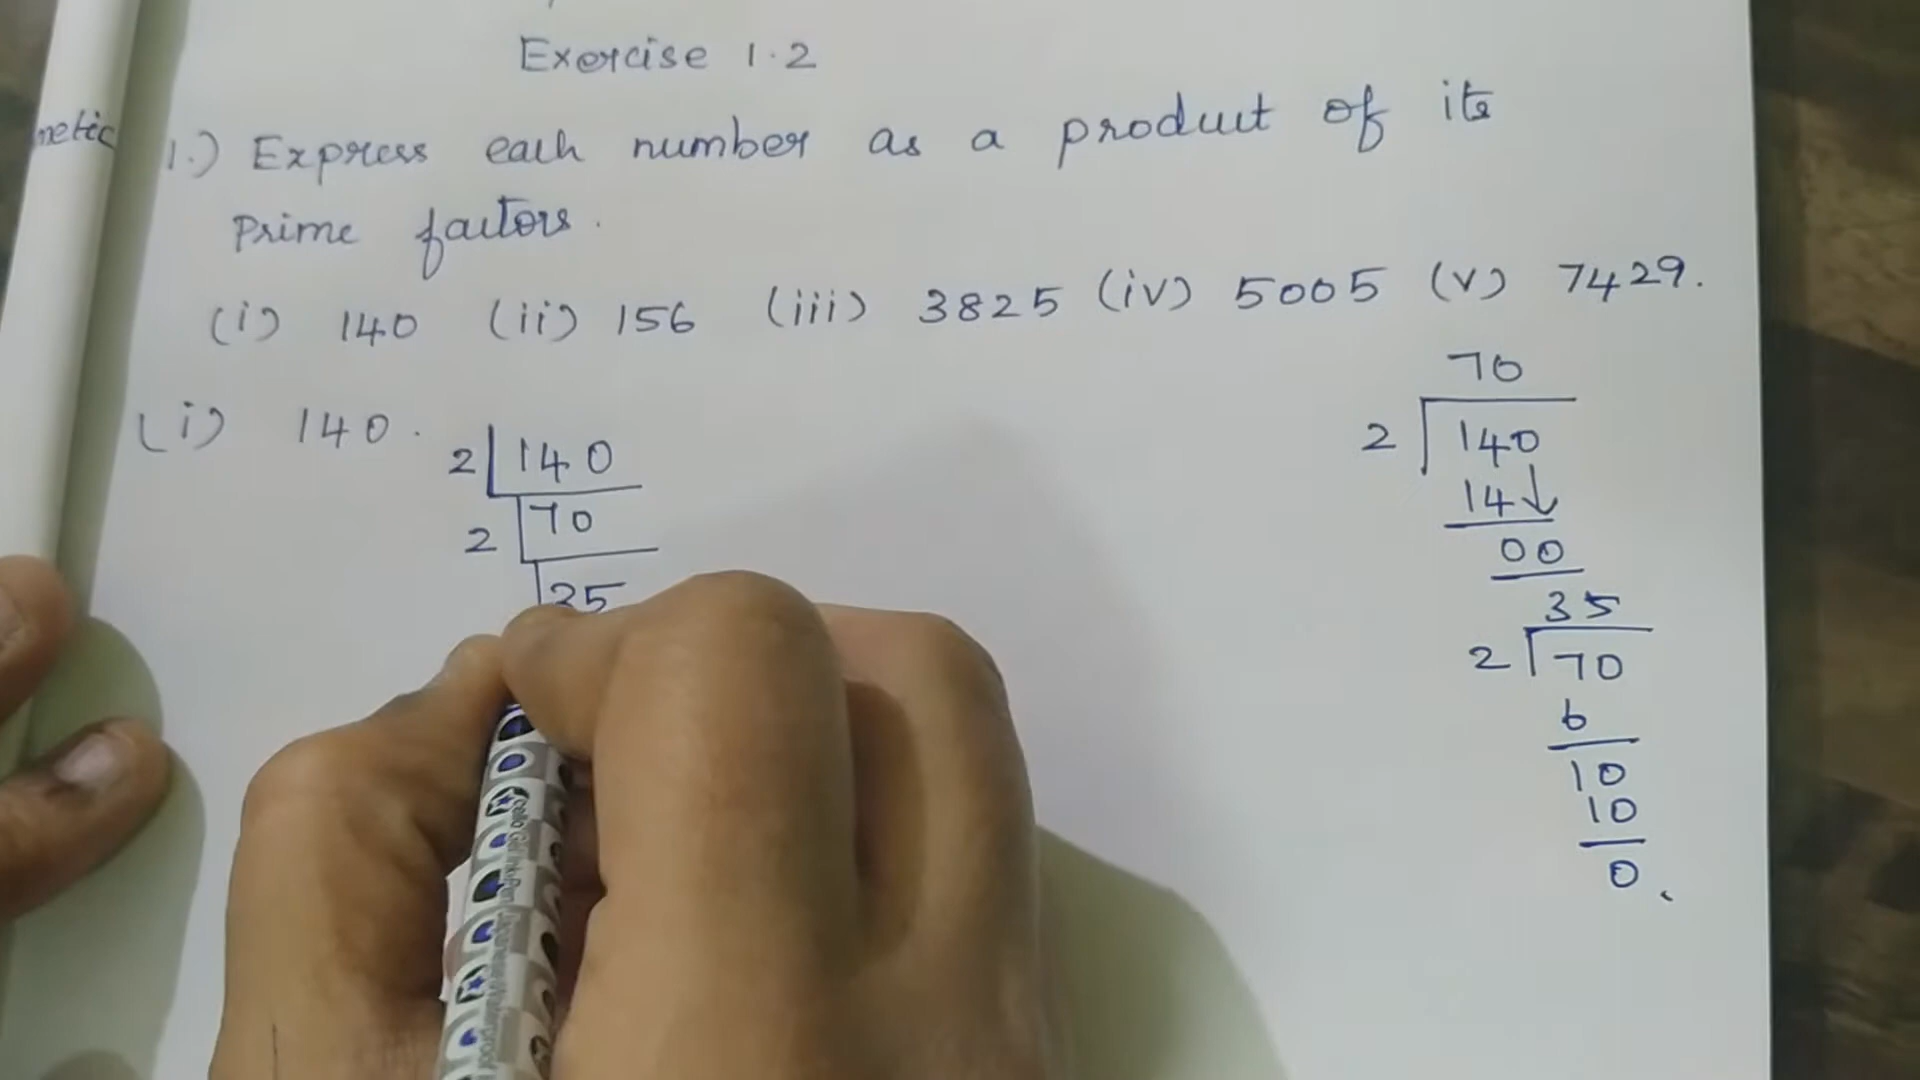 Exercise 1.2
netic
1.) Express each number as a product of its
Prime factors.
(i) 140 (ii) 156 (iii) 3825 (iv) 5005 (v) 7429.
(i) 140.
2 140
2 70
35
70
2 140
14↓
00
35
2 70
6
10
10
0